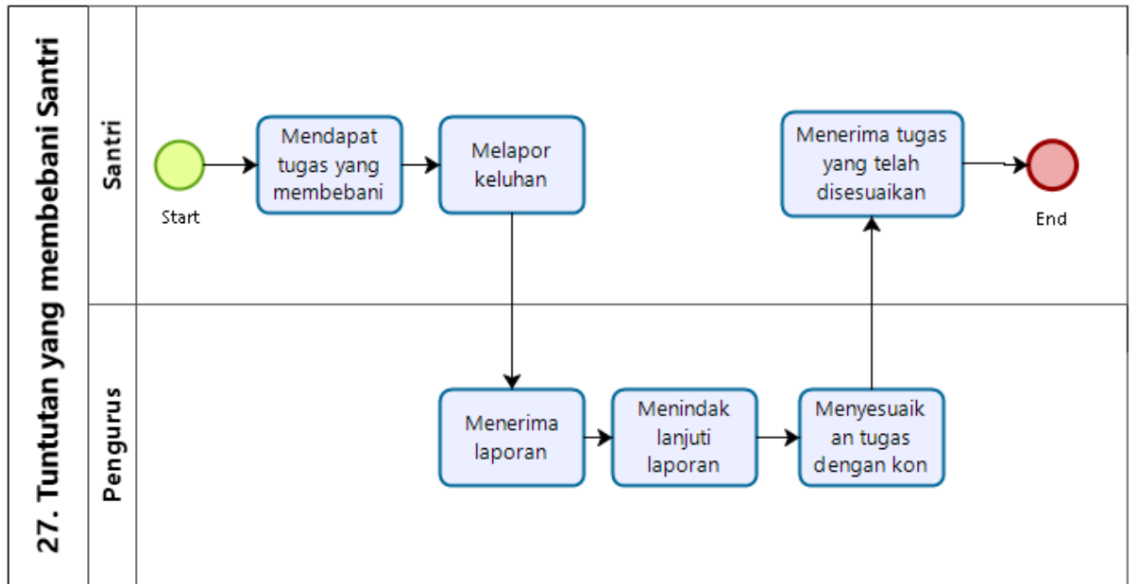 27. Tuntutan yang membebani Santri
Santri
Start
Mendapat
tugas yang
membebani
Melapor
keluhan
Menerima tugas
yang telah
disesuaikan
End
Pengurus
Menerima
laporan
Menindak
lanjuti
laporan
Menyesuaik
an tugas
dengan kon